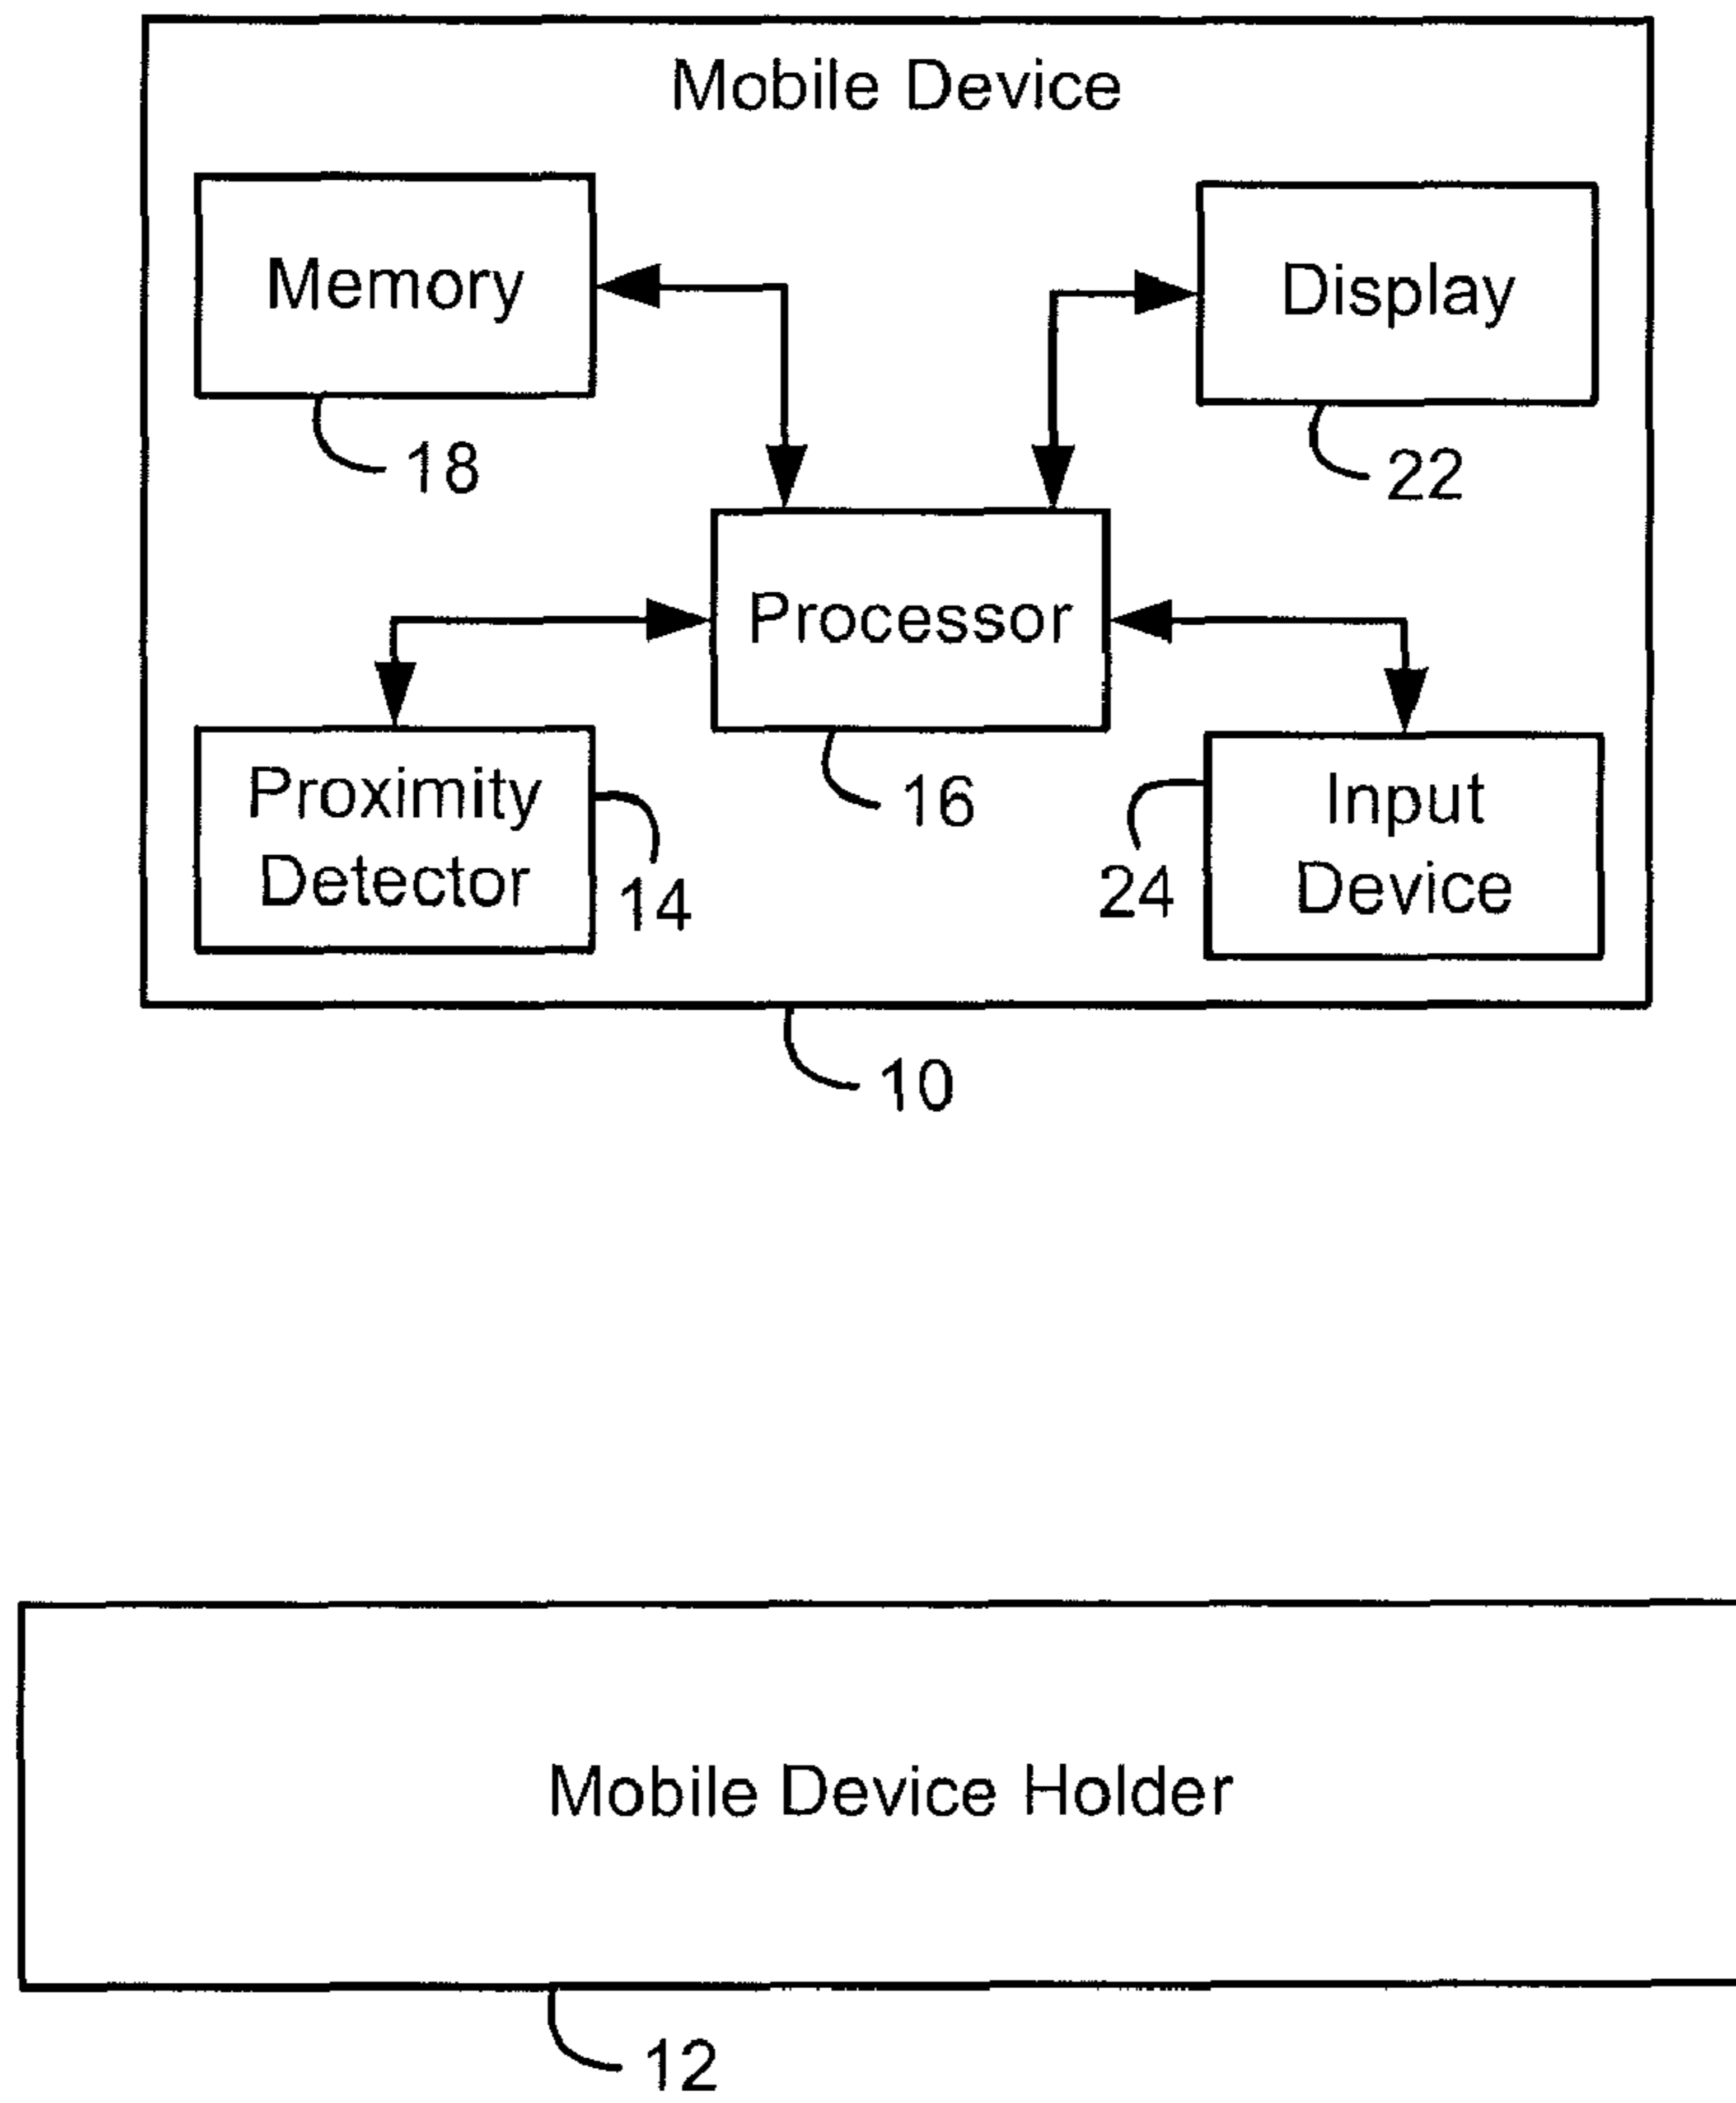 Mobile Device
Memory
Display
18
22
Processor
Proximity
Detector
16
Input
Device
14
24
10
Mobile Device Holder
12